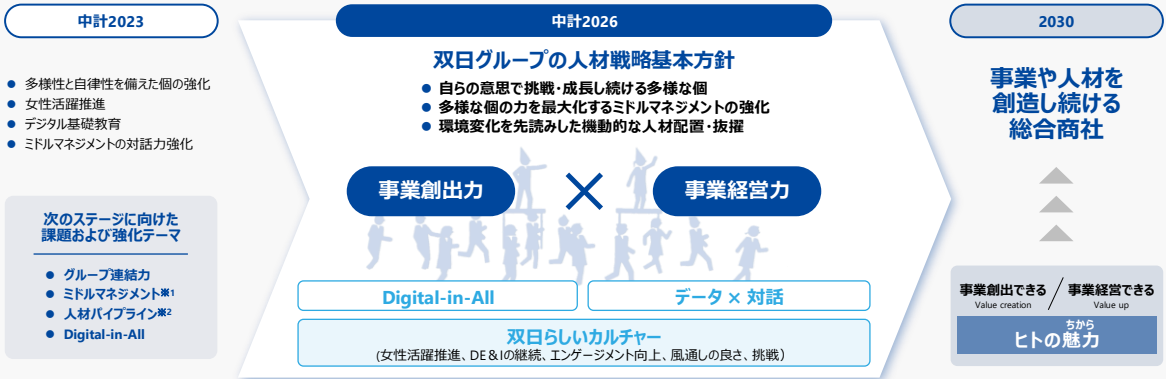 中計2023
● 多様性と自律性を備えた個の強化
● 女性活躍推進
● デジタル基礎教育
● ミドルマネジメントの対話力強化
次のステージに向けた
課題および強化テーマ
● グループ連結力
● ミドルマネジメント※1
● 人材パイプライン※2
● Digital-in-All
中計2026
双日グループの人材戦略基本方針
● 自らの意思で挑戦・成長し続ける多様な個
● 多様な個の力を最大化するミドルマネジメントの強化
● 環境変化を先読みした機動的な人材配置・抜擢
事業創出力 × 事業経営力
Digital-in-All
データ × 対話
双日らしいカルチャー
(女性活躍推進、DE&Iの継続、エンゲージメント向上、風通しの良さ、挑戦)
2030
事業や人材を
創造し続ける
総合商社
事業創出できる / 事業経営できる
Value creation Value up
ちから
ヒトの魅力